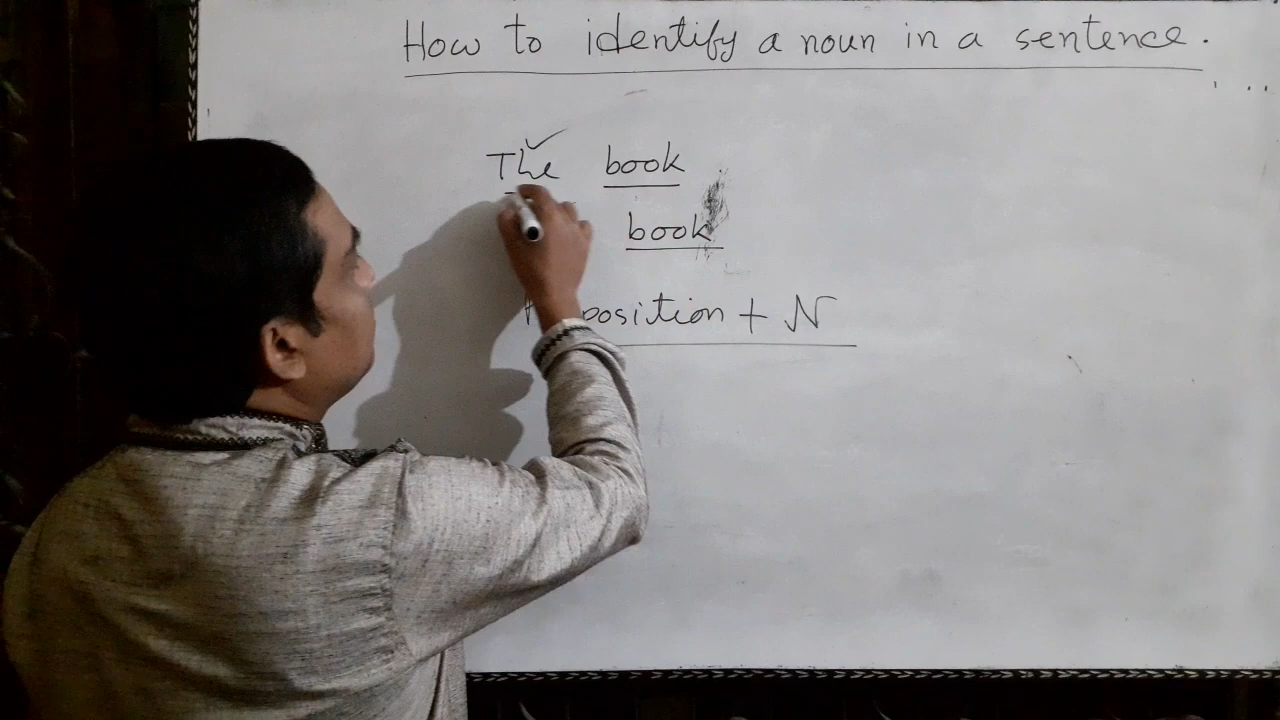 How to identify a noun in a sentence.
The book
book
position + N